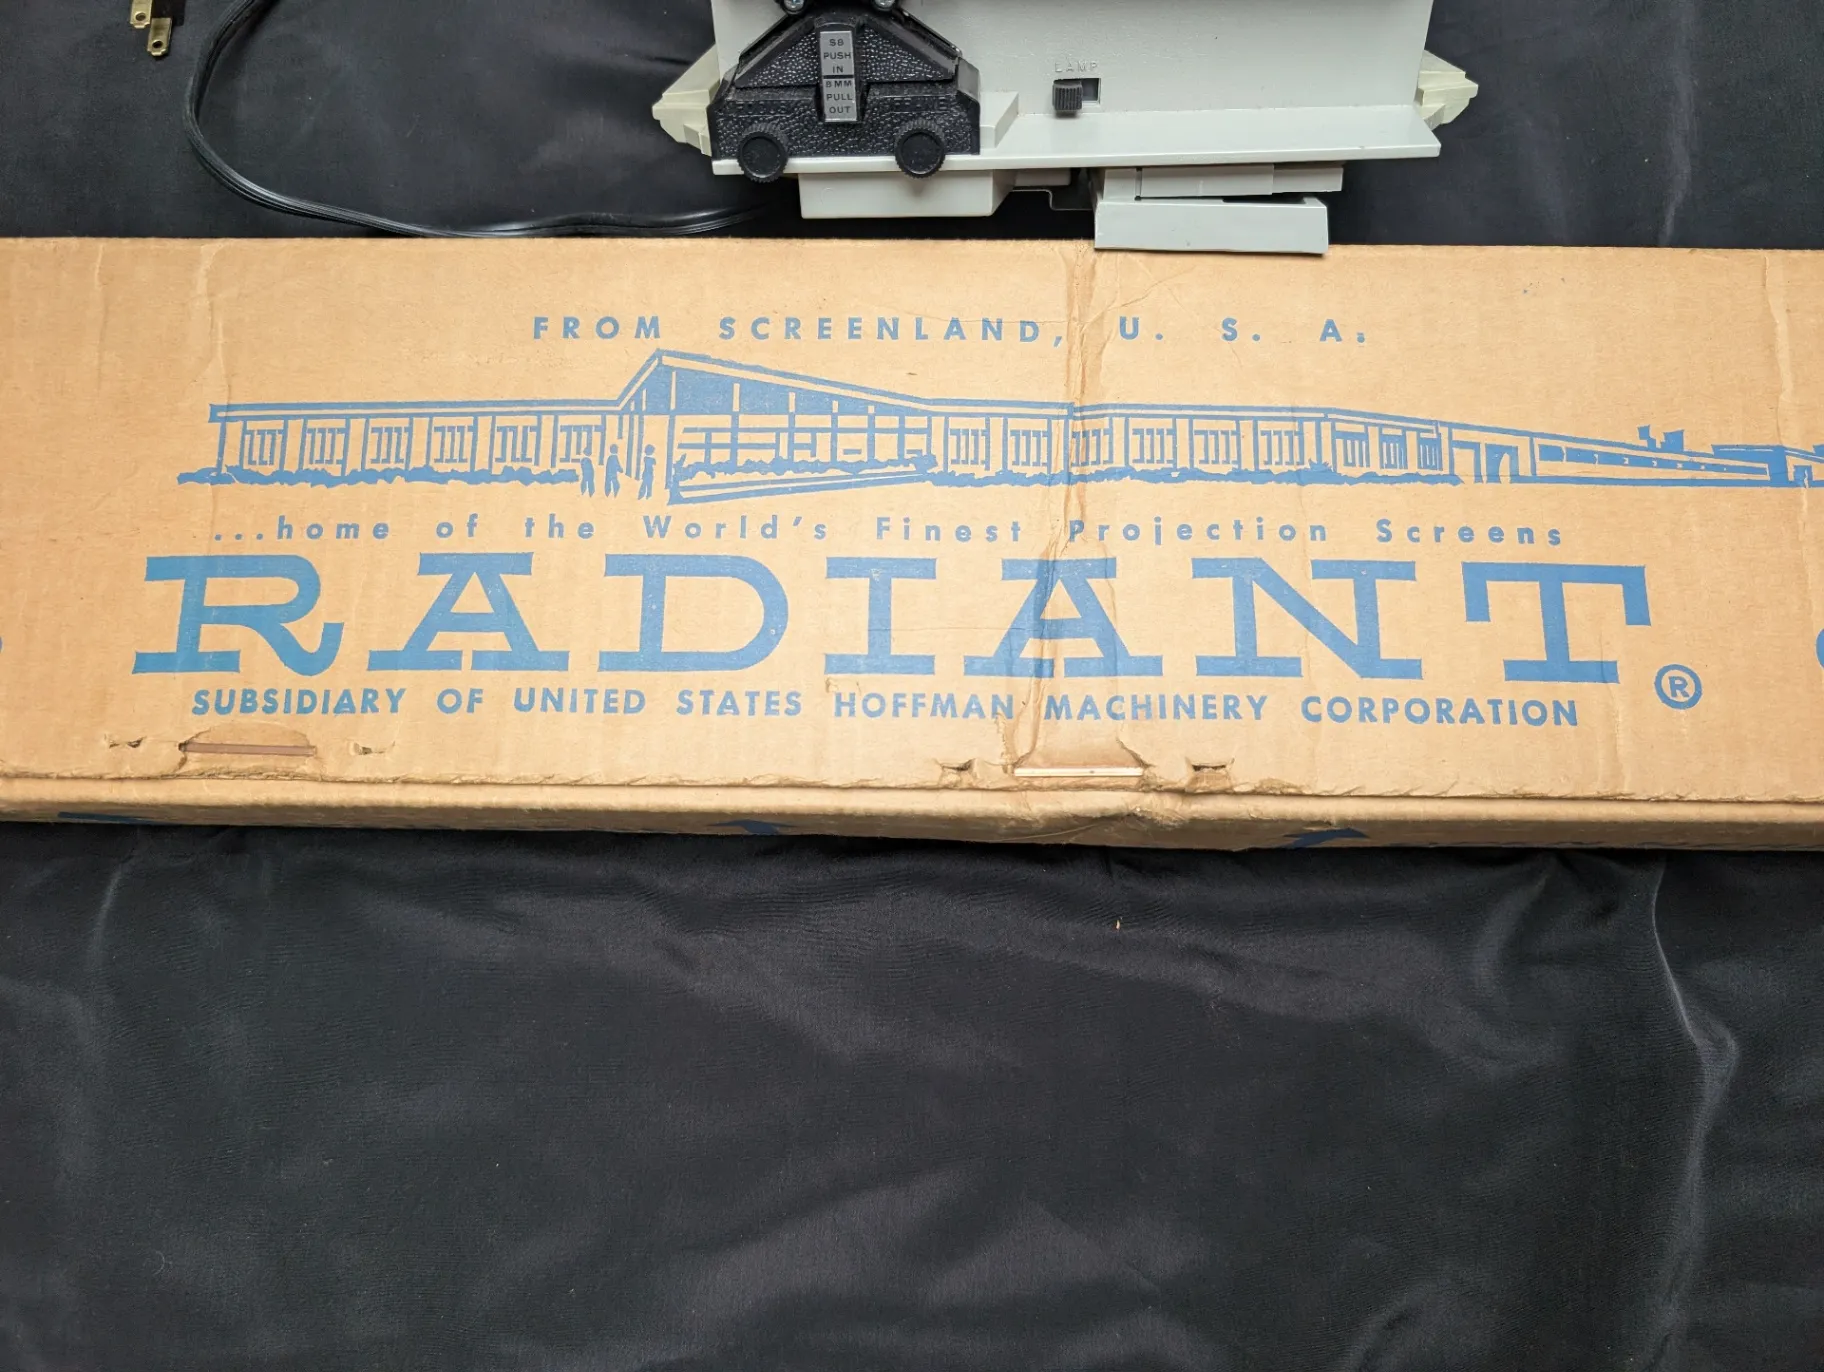 S8
PUSH
IN
8MM
PULL
OUT
LAMP
FROM SCREENLAND, U. S. A.
...home of the World's Finest Projection Screens
RADIANT®
SUBSIDIARY OF UNITED STATES HOFFMAN MACHINERY CORPORATION